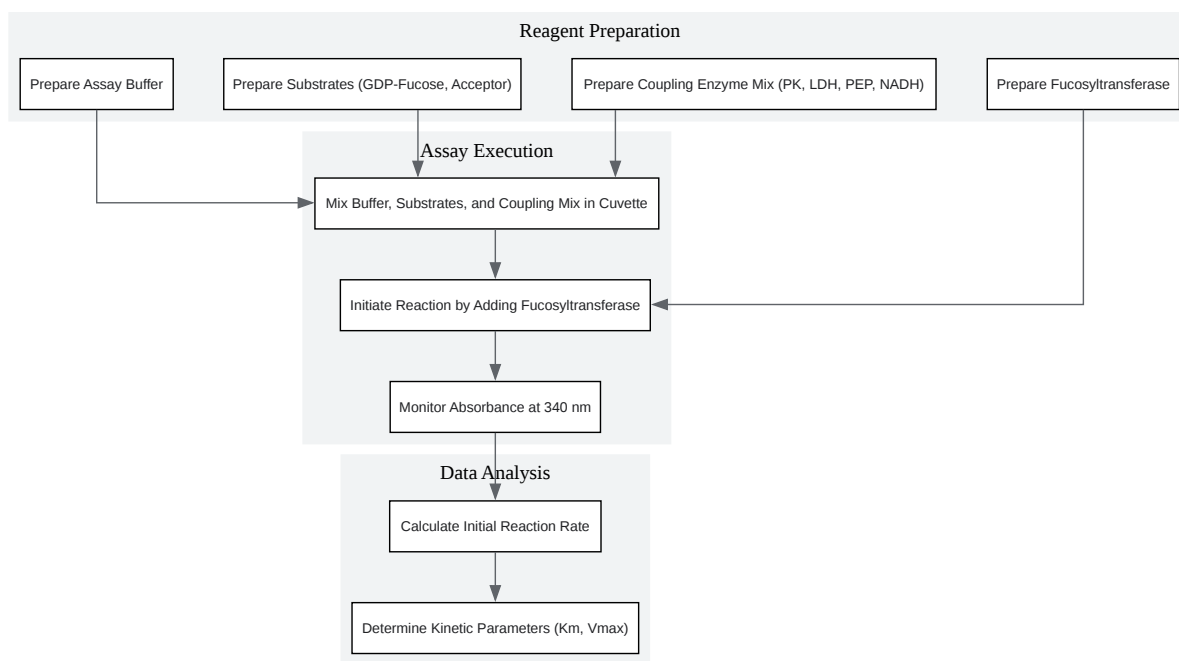 Reagent Preparation
Prepare Assay Buffer
Prepare Substrates (GDP-Fucose, Acceptor)
Prepare Coupling Enzyme Mix (PK, LDH, PEP, NADH)
Prepare Fucosyltransferase
Assay Execution
Mix Buffer, Substrates, and Coupling Mix in Cuvette
Initiate Reaction by Adding Fucosyltransferase
Monitor Absorbance at 340 nm
Data Analysis
Calculate Initial Reaction Rate
Determine Kinetic Parameters (Km, Vmax)